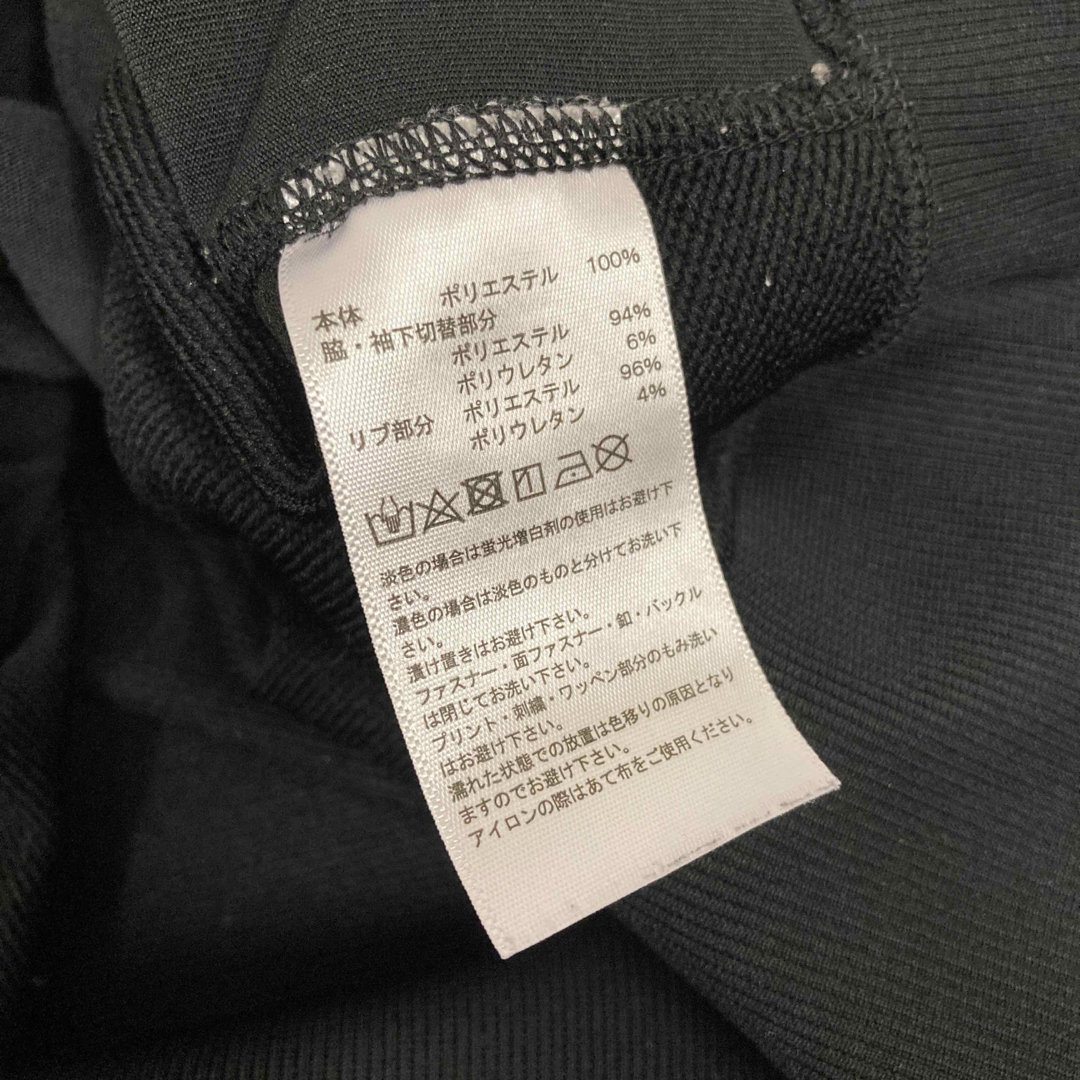 本体 ポリエステル 100%
脇・袖下切替部分
ポリエステル 94%
ポリウレタン 6%
リブ部分 ポリエステル 96%
ポリウレタン 4%
淡色の場合は蛍光増白剤の使用はお避け下
さい。
濃色の場合は淡色のものと分けてお洗い下
さい。
漬け置きはお避け下さい。
ファスナー・面ファスナー・釦・バックル
は閉じてお洗い下さい。
プリント・刺繍・ワッペン部分のもみ洗い
はお避け下さい。
濡れた状態での放置は色移りの原因となり
ますのでお避け下さい。
アイロンの際はあて布をご使用ください。